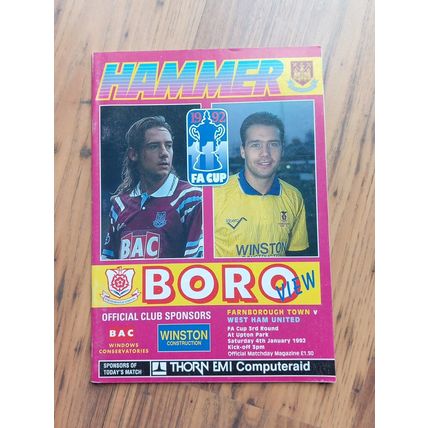 HAMMER
1992
FA CUP
BAC
WINSTON
BORO
VIEW
OFFICIAL CLUB SPONSORS
BAC
WINDOWS
CONSERVATORIES
WINSTON
CONSTRUCTION
FARNBOROUGH TOWN v
WEST HAM UNITED
FA Cup 3rd Round
At Upton Park
Saturday 4th January 1992
Kick-off 3pm
Official Matchday Magazine £1.50
SPONSORS OF
TODAY'S MATCH
THORN EMI Computeraid